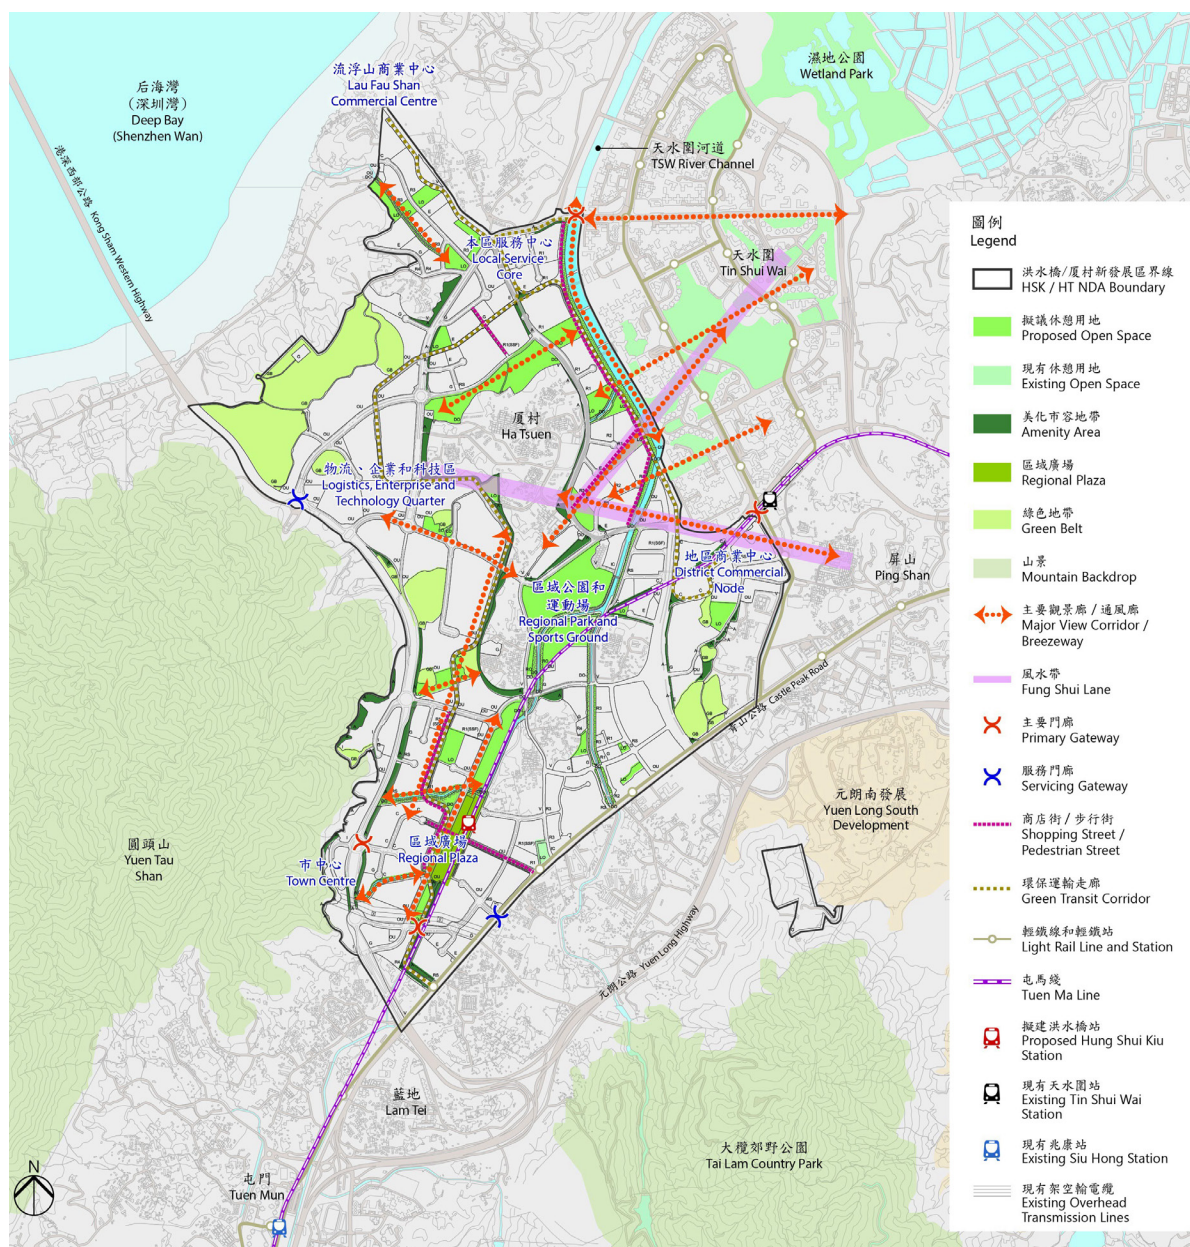 流浮山商業中心
Lau Fau Shan
Commercial Centre
濕地公園
Wetland Park
后海灣
(深圳灣)
Deep Bay
(Shenzhen Wan)
天水圍河道
TSW River Channel
港深西部公路 Kong Sham Western Highway
本區服務中心
Local Service
Core
天水圍
Tin Shui Wai
厦村
Ha Tsuen
物流、企業和科技區
Logistics, Enterprise and
Technology Quarter
地區商業中心
District Commercial
Node
屏山
Ping Shan
區域公園和
運動場
Regional Park and
Sports Ground
青山公路 Castle Peak Road
元朗南發展
Yuen Long South
Development
圓頭山
Yuen Tau
Shan
區域廣場
Regional Plaza
市中心
Town Centre
元朗公路 Yuen Long Highway
藍地
Lam Tei
大欖郊野公園
Tai Lam Country Park
屯門
Tuen Mun
N
圖例
Legend
洪水橋/厦村新發展區界線
HSK / HT NDA Boundary
擬議休憩用地
Proposed Open Space
現有休憩用地
Existing Open Space
美化市容地帶
Amenity Area
區域廣場
Regional Plaza
綠色地帶
Green Belt
山景
Mountain Backdrop
主要觀景廊 / 通風廊
Major View Corridor /
Breezeway
風水帶
Fung Shui Lane
主要門廊
Primary Gateway
服務門廊
Servicing Gateway
商店街 / 步行街
Shopping Street /
Pedestrian Street
環保運輸走廊
Green Transit Corridor
輕鐵線和輕鐵站
Light Rail Line and Station
屯馬綫
Tuen Ma Line
擬建洪水橋站
Proposed Hung Shui Kiu
Station
現有天水圍站
Existing Tin Shui Wai
Station
現有兆康站
Existing Siu Hong Station
現有架空輸電纜
Existing Overhead
Transmission Lines